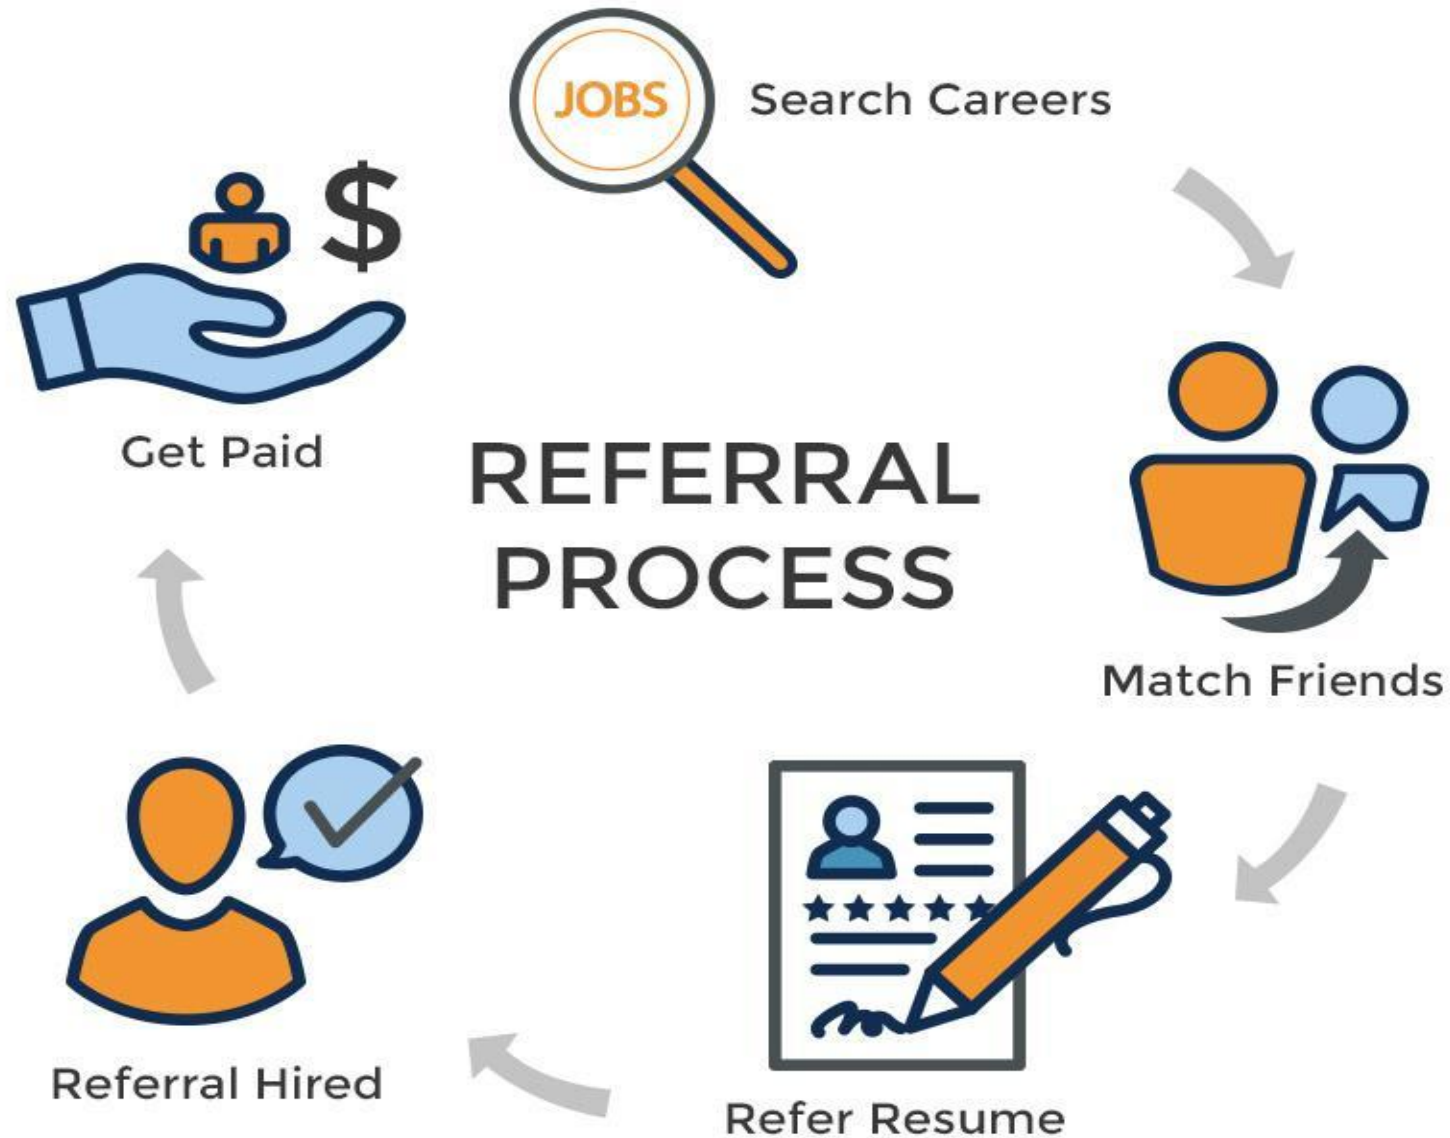 JOBS
Search Careers
$
Get Paid
REFERRAL
PROCESS
Match Friends
Referral Hired
Refer Resume